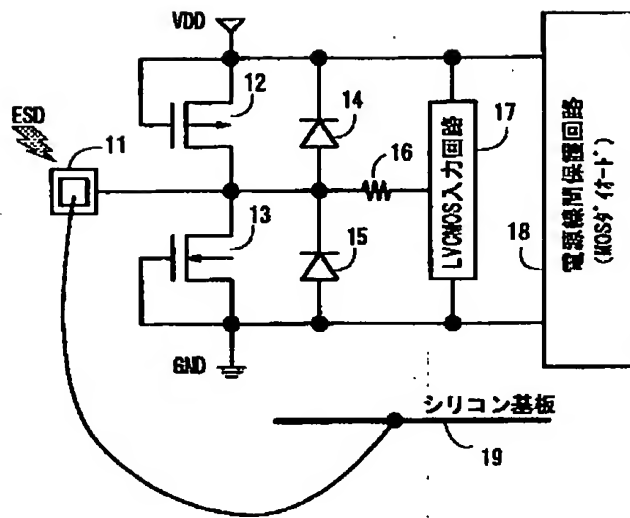 VDD
ESD
11
12
14
17
16
13
15
LVCMOS入力回路
18
電源線間保護回路
(MOSダイオード)
GND
シリコン基板
19